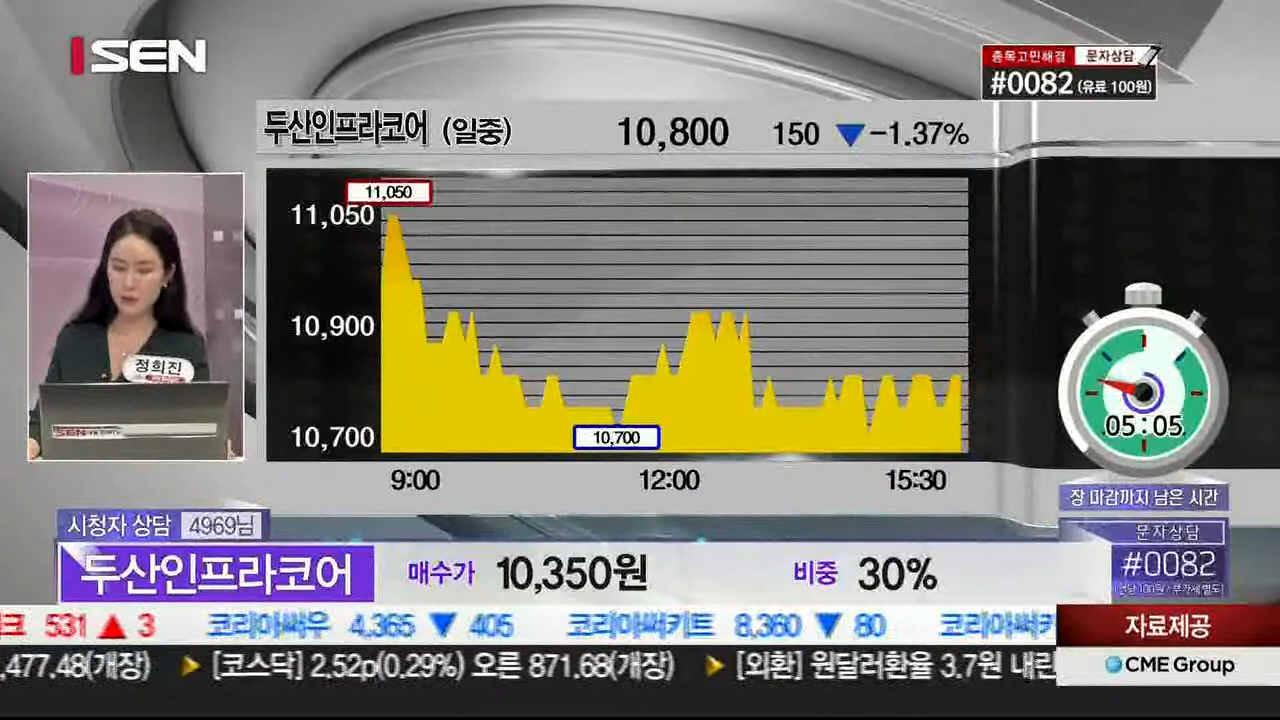 SEN
종목고민해결 문자상담
#0082 (유료 100원)
두산인프라코어 (일중) 10,800 150 ▼-1.37%
11,050
11,050
10,900
10,700
10,700
9:00 12:00 15:30
정희진
SEN
05:05
장 마감까지 남은 시간
시청자 상담 4969님
두산인프라코어 매수가 10,350원 비중 30%
문자상담
#0082
크 531 ▲ 3 코리아써우 4,365 ▼ 405 코리아써키트 8,360 ▼ 80 코리아써키
자료제공
,477.48(개장) ▶ [코스닥] 2.52p(0.29%) 오른 871.68(개장) ▶ [외환] 원달러환율 3.7원 내린
CME Group